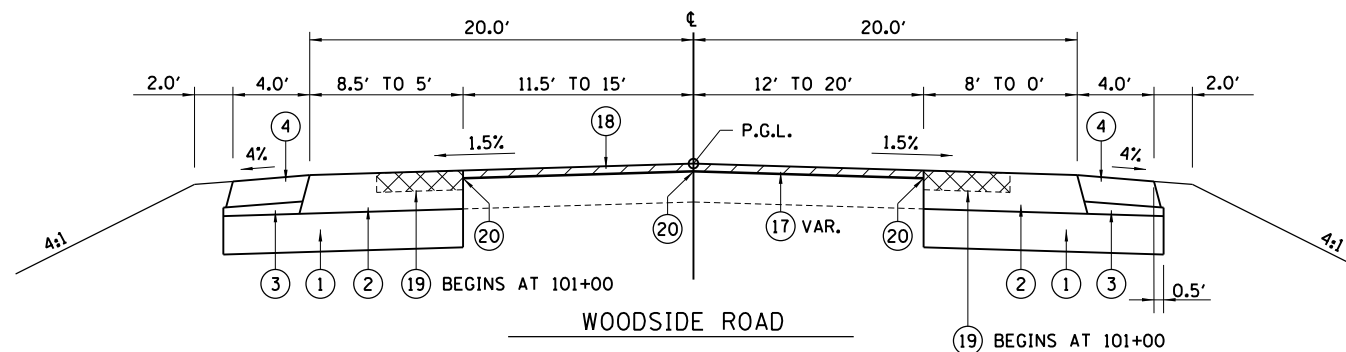 ℄
20.0' 20.0'
2.0' 4.0' 8.5' TO 5' 11.5' TO 15' 12' TO 20' 8' TO 0' 4.0' 2.0'
4 18 P.G.L. 4
4% 1.5% 1.5% 4%
20 20 17 VAR. 20
4:1 4:1
3 1 2 19 BEGINS AT 101+00 2 1 3 0.5'
WOODSIDE ROAD
19 BEGINS AT 101+00